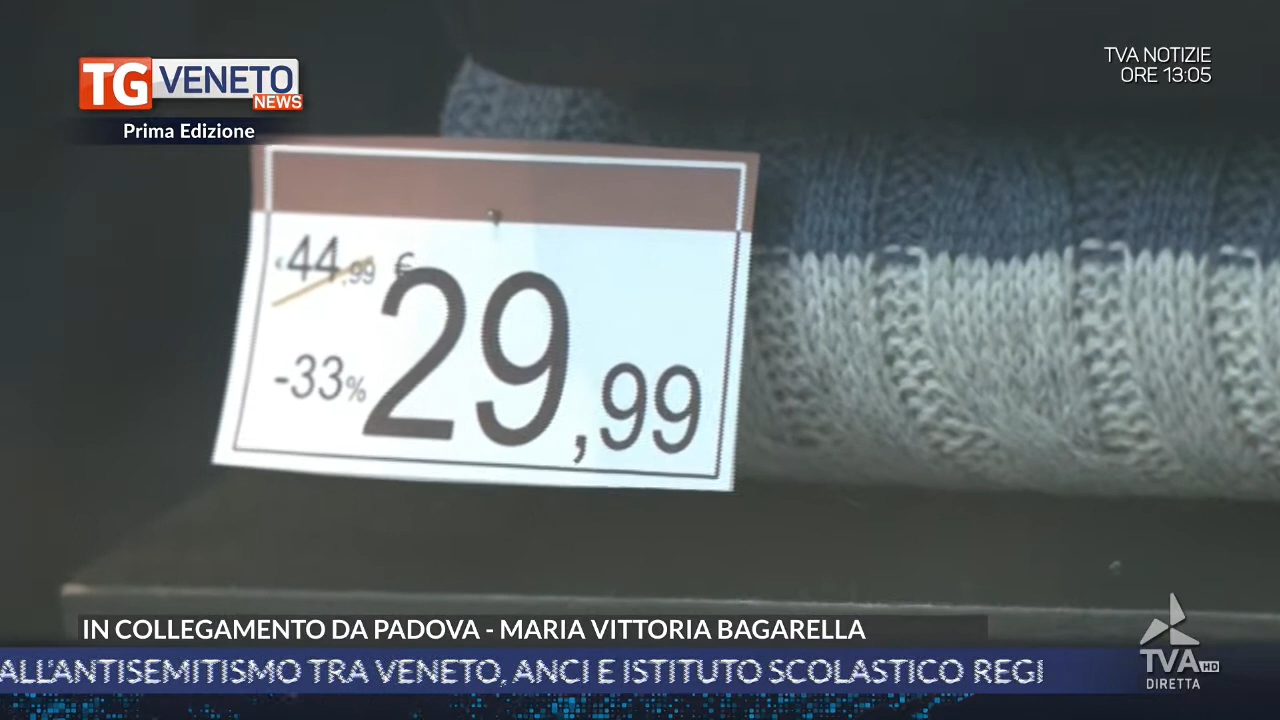 TG VENETO
NEWS
Prima Edizione
TVA NOTIZIE
ORE 13:05
€44,99
€ 29,99
-33%
IN COLLEGAMENTO DA PADOVA - MARIA VITTORIA BAGARELLA
ALL'ANTISEMITISMO TRA VENETO, ANCI E ISTITUTO SCOLASTICO REGI
TVA HD
DIRETTA